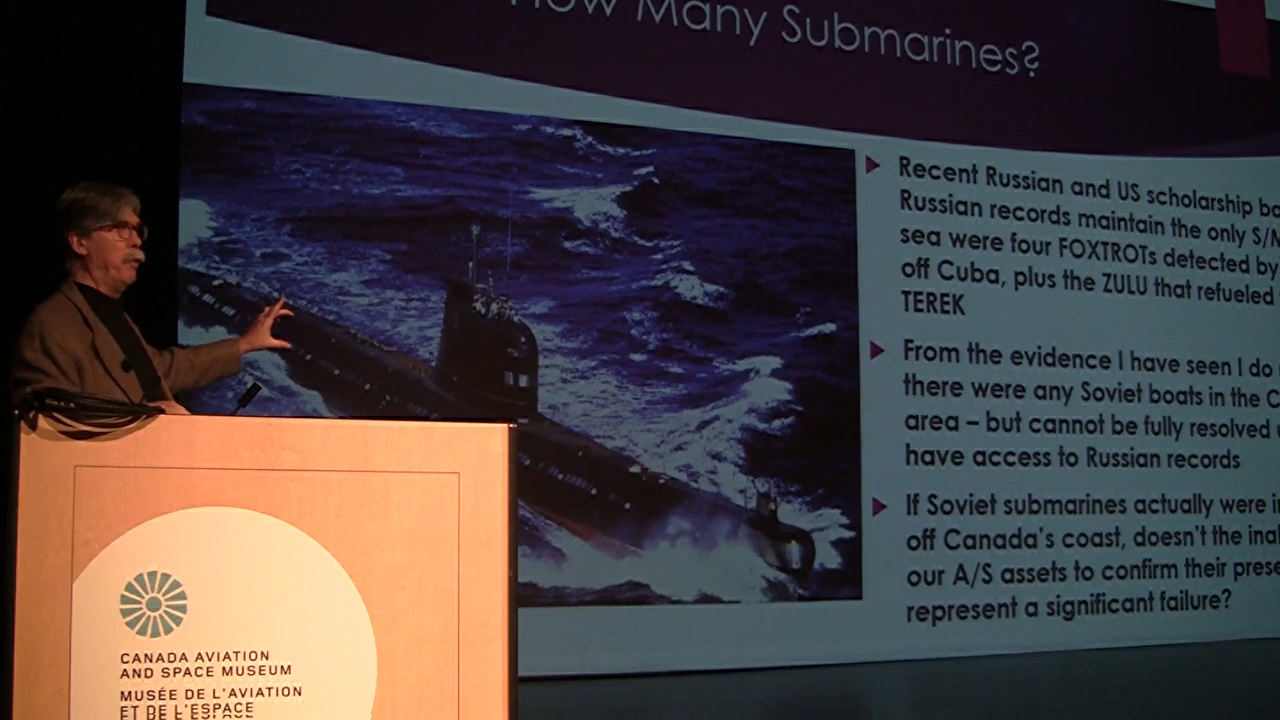 How Many Submarines?
Recent Russian and US scholarship
Russian records maintain the only
sea were four FOXTROTs detected by
off Cuba, plus the ZULU that refueled
TEREK
From the evidence I have seen I do
there were any Soviet boats in the
area – but cannot be fully resolved
have access to Russian records
If Soviet submarines actually were
off Canada's coast, doesn't the
our A/S assets to confirm their
represent a significant failure?
CANADA AVIATION
AND SPACE MUSEUM
MUSÉE DE L'AVIATION
ET DE L'ESPACE